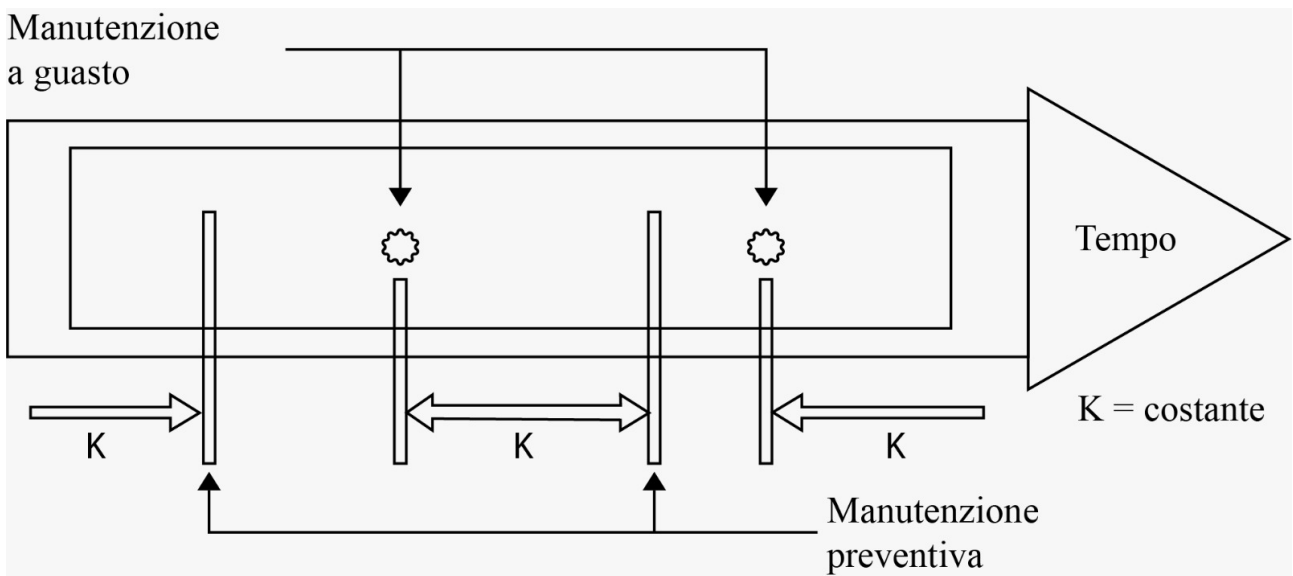 Manutenzione
a guasto
Tempo
K
K
K
K = costante
Manutenzione
preventiva